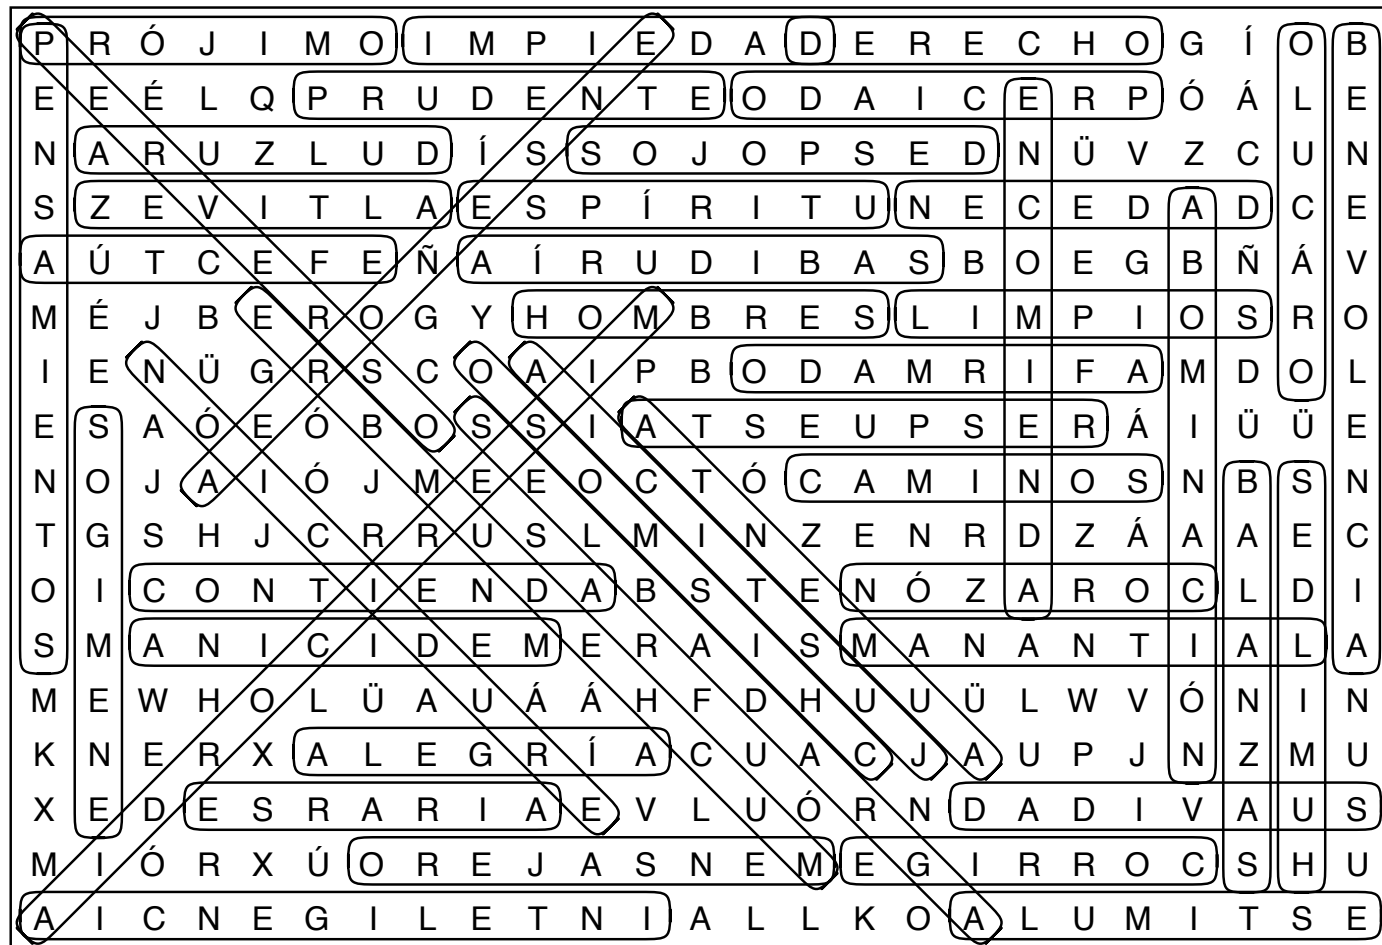 P R Ó J I M O I M P I E D A D E R E C H O G Í O B
E E É L Q P R U D E N T E O D A I C E R P Ó Á L E
N A R U Z L U D Í S S O J O P S E D N Ü V Z C U N
S Z E V I T L A E S P Í R I T U N E C E D A D C E
A Ú T C E F E Ñ A Í R U D I B A S B O E G B Ñ Á V
M É J B E R O G Y H O M B R E S L I M P I O S R O
I E N Ü G R S C O A I P B O D A M R I F A M D O L
E S A Ó E Ó B O S S I A T S E U P S E R Á I Ü Ü E
N O J A I Ó J M E E O C T Ó C A M I N O S N B S N
T G S H J C R R U S L M I N Z E N R D Z Á A A E C
O I C O N T I E N D A B S T E N Ó Z A R O C L D I
S M A N I C I D E M E R A I S M A N A N T I A L A
M E W H O L Ü A U Á Á H F D H U U Ü L W V Ó N I N
K N E R X A L E G R Í A C U A C J A U P J N Z M U
X E D E S R A R I A E V L U Ó R N D A D I V A U S
M I Ó R X Ú O R E J A S N E M E G I R R O C S H U
A I C N E G I L E T N I A L L K O A L U M I T S E